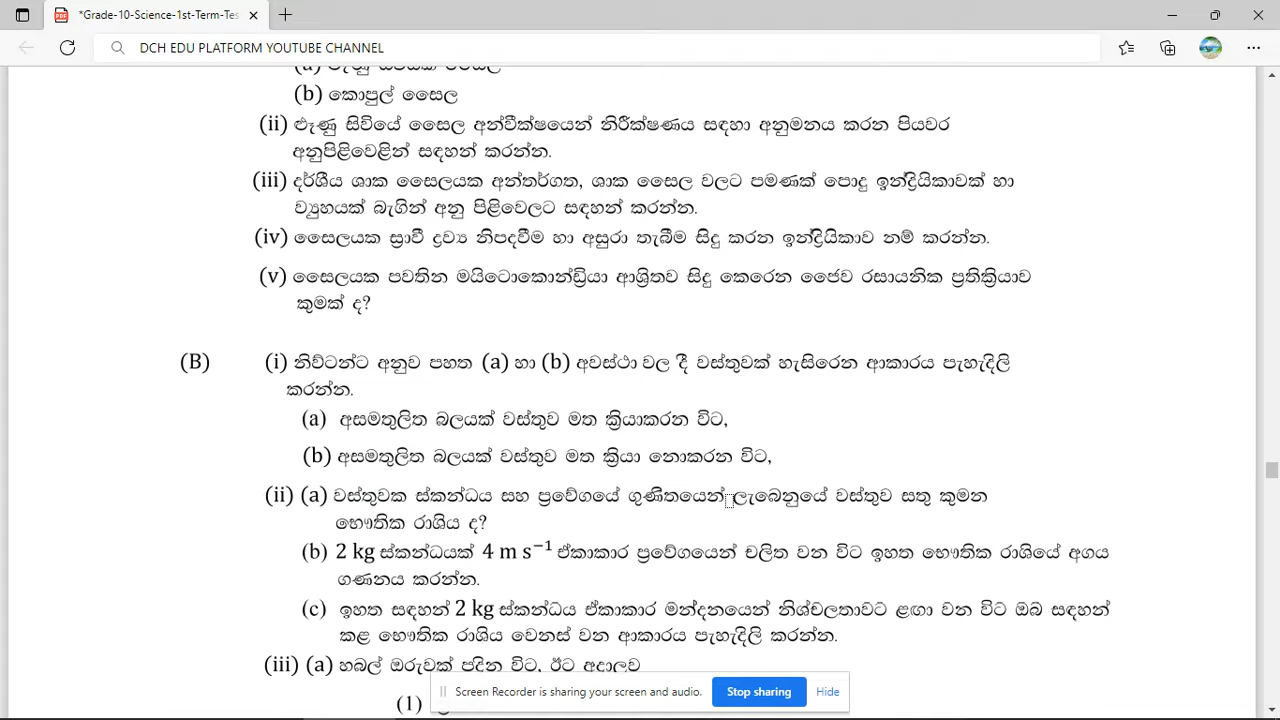 *Grade-10-Science-1st-Term-Tes
DCH EDU PLATFORM YOUTUBE CHANNEL
(b) කොපුල් සෛල
(ii) ළූණු සිවියේ සෛල අන්වීක්ෂයෙන් නිරීක්ෂණය සඳහා අනුමනය කරන පියවර
අනුපිළිවෙළින් සඳහන් කරන්න.
(iii) දර්ශීය ශාක සෛලයක අන්තර්ගත, ශාක සෛල වලට පමණක් පොදු ඉන්ද්‍රියිකාවක් හා
ව්‍යුහයක් බැගින් අනු පිළිවෙලට සඳහන් කරන්න.
(iv) සෛලයක ස්‍රාවී ද්‍රව්‍ය නිපදවීම හා අසුරා තැබීම සිදු කරන ඉන්ද්‍රියිකාව නම් කරන්න.
(v) සෛලයක පවතින මයිටොකොන්ඩ්‍රියා ආශ්‍රිතව සිදු කෙරෙන ජෛව රසායනික ප්‍රතික්‍රියාව
කුමක් ද?
(B) (i) නිව්ටන්ට අනුව පහත (a) හා (b) අවස්ථා වල දී වස්තුවක් හැසිරෙන ආකාරය පැහැදිලි
කරන්න.
(a) අසමතුලිත බලයක් වස්තුව මත ක්‍රියාකරන විට,
(b) අසමතුලිත බලයක් වස්තුව මත ක්‍රියා නොකරන විට,
(ii) (a) වස්තුවක ස්කන්ධය සහ ප්‍රවේගයේ ගුණිතයෙන් ලැබෙනුයේ වස්තුව සතු කුමන
භෞතික රාශිය ද?
(b) 2 kg ස්කන්ධයක් 4 m s⁻¹ ඒකාකාර ප්‍රවේගයෙන් චලිත වන විට ඉහත භෞතික රාශියේ අගය
ගණනය කරන්න.
(c) ඉහත සඳහන් 2 kg ස්කන්ධය ඒකාකාර මන්දනයෙන් නිශ්චලතාවට ළඟා වන විට ඔබ සඳහන්
කළ භෞතික රාශිය වෙනස් වන ආකාරය පැහැදිලි කරන්න.
(iii) (a) හබල් ඔරුවක් පදින විට, ඊට අදාලව
(1)
Screen Recorder is sharing your screen and audio. Stop sharing Hide